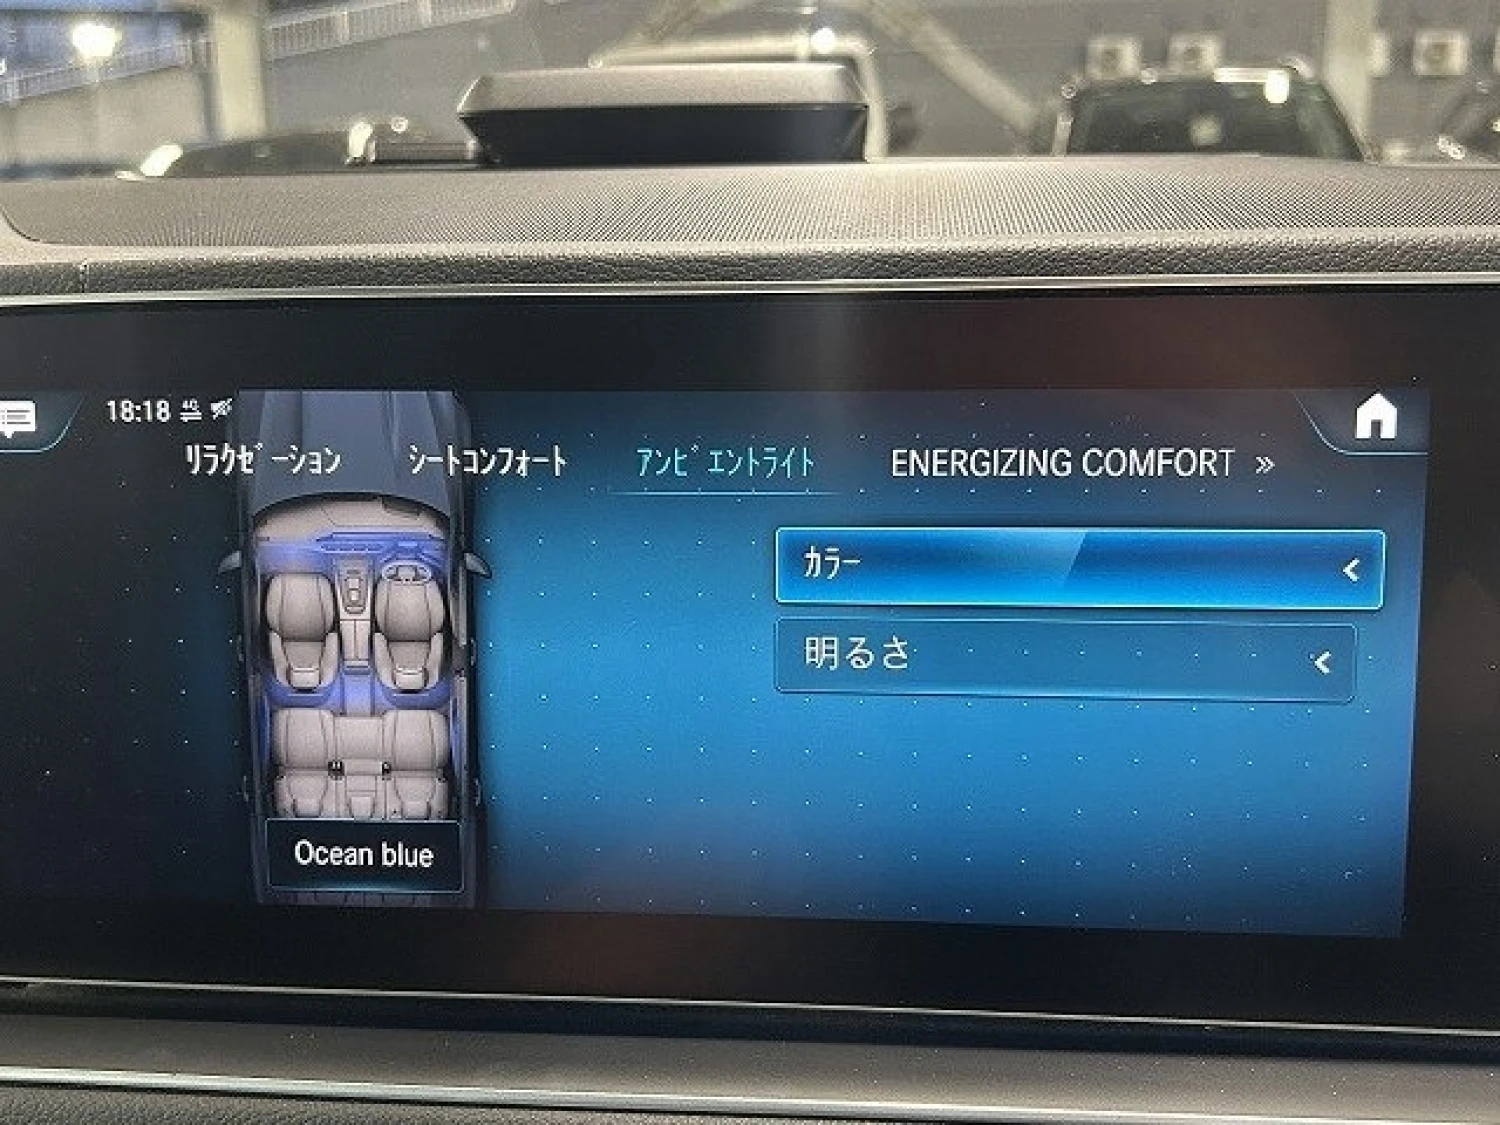 18:18 4G
ﾘﾗｸｾﾞｰｼｮﾝ ｼｰﾄｺﾝﾌｫｰﾄ ｱﾝﾋﾞｴﾝﾄﾗｲﾄ ENERGIZING COMFORT »
ｶﾗｰ
明るさ
Ocean blue